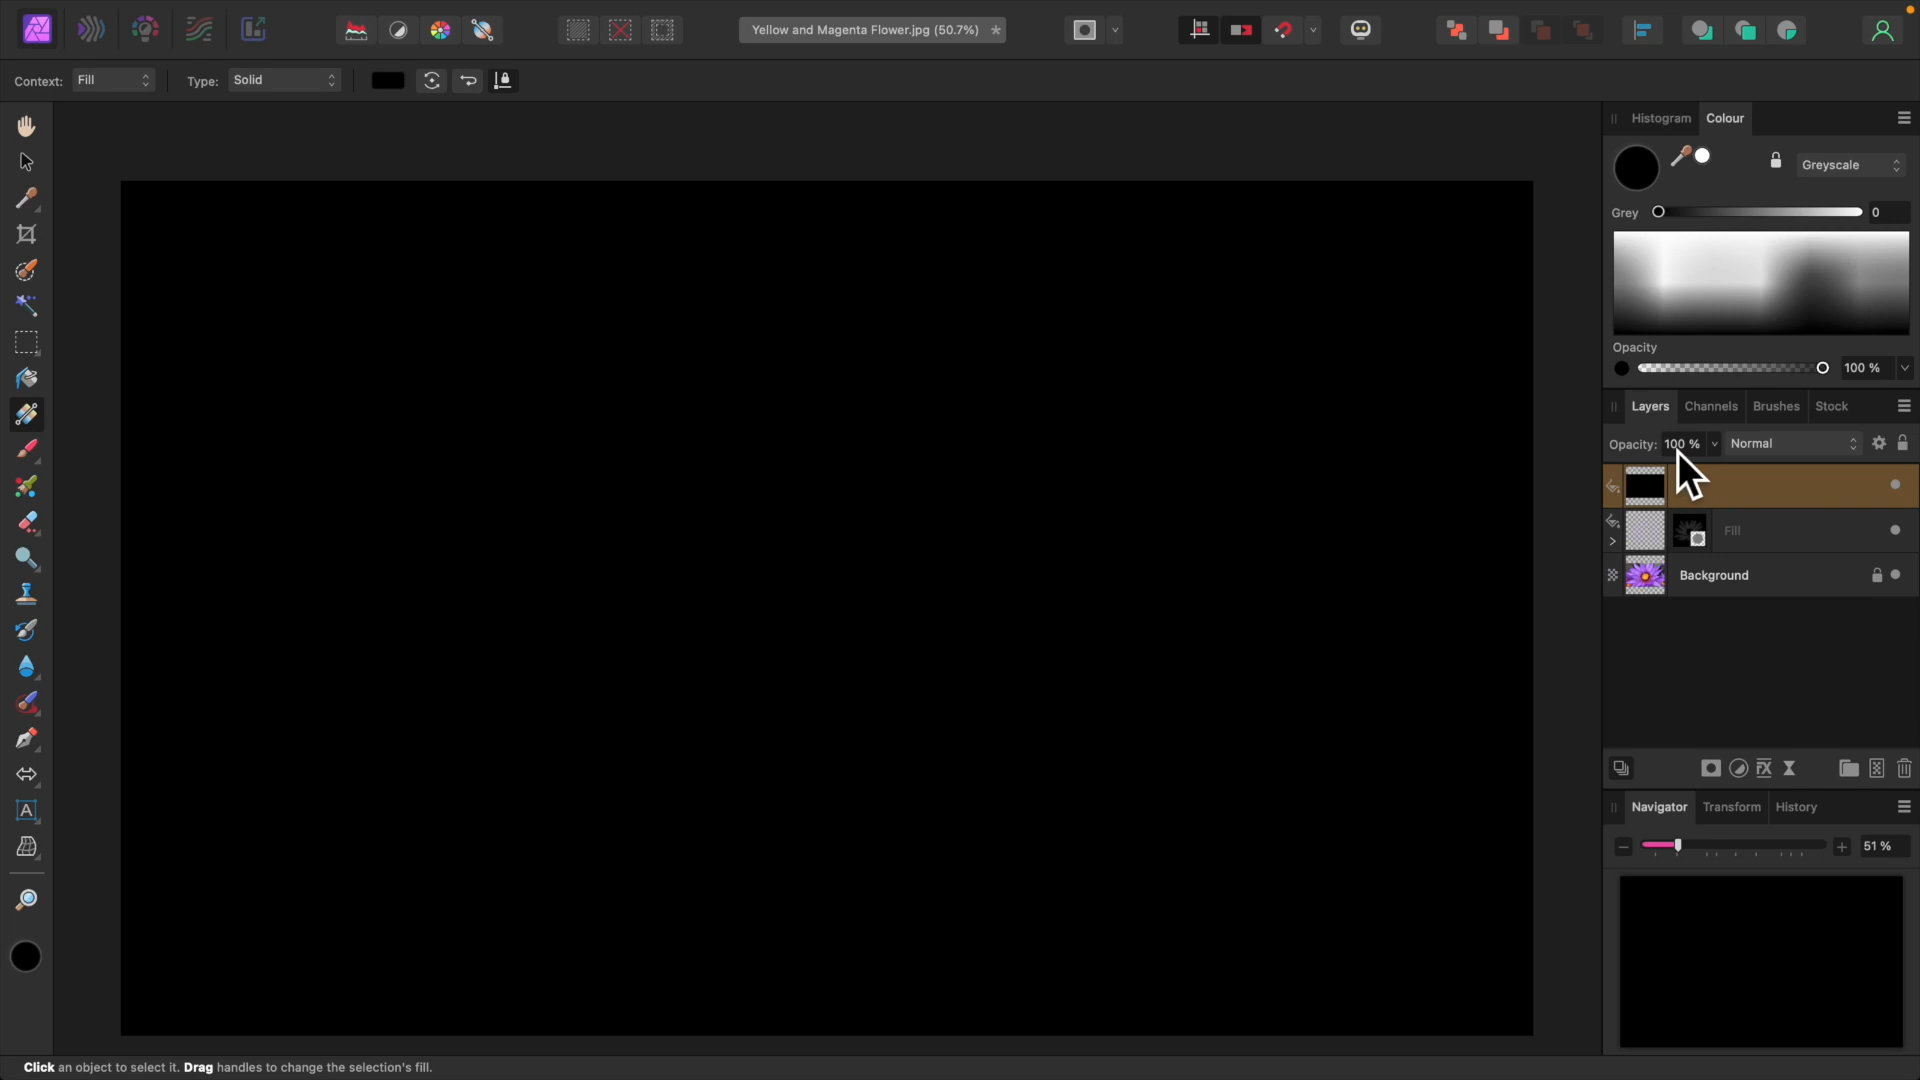 Yellow and Magenta Flower.jpg (50.7%)
Context: Fill Type: Solid
Histogram Colour
Greyscale
Grey 0
Opacity
100 %
Layers Channels Brushes Stock
Opacity: 100 % Normal
Fill
Background
Navigator Transform History
51 %
Click an object to select it. Drag handles to change the selection's fill.